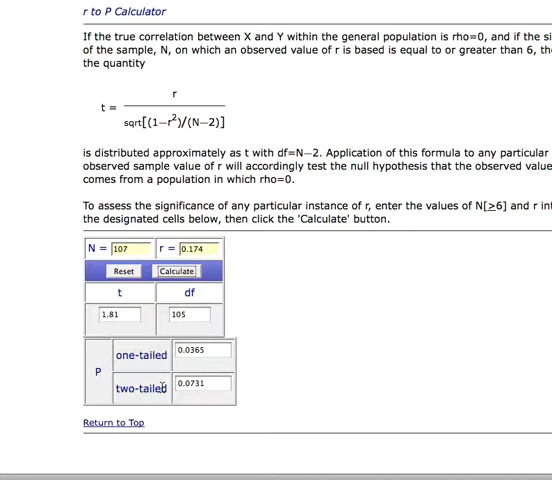 r to P Calculator
If the true correlation between X and Y within the general population is rho=0, and if the si
of the sample, N, on which an observed value of r is based is equal to or greater than 6, th
the quantity
r
t =
sqrt[(1—r²)/(N—2)]
is distributed approximately as t with df=N—2. Application of this formula to any particular
observed sample value of r will accordingly test the null hypothesis that the observed value
comes from a population in which rho=0.
To assess the significance of any particular instance of r, enter the values of N[≥6] and r int
the designated cells below, then click the 'Calculate' button.
N = 107 r = 0.174
Reset Calculate
t df
1.81 105
one-tailed 0.0365
P
two-tailed 0.0731
Return to Top